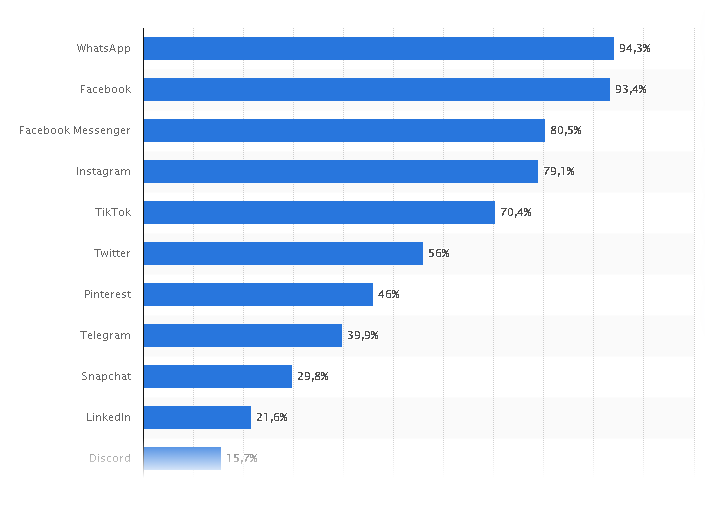 WhatsApp 94,3%
Facebook 93,4%
Facebook Messenger 80,5%
Instagram 79,1%
TikTok 70,4%
Twitter 56%
Pinterest 46%
Telegram 39,9%
Snapchat 29,8%
LinkedIn 21,6%
Discord 15,7%